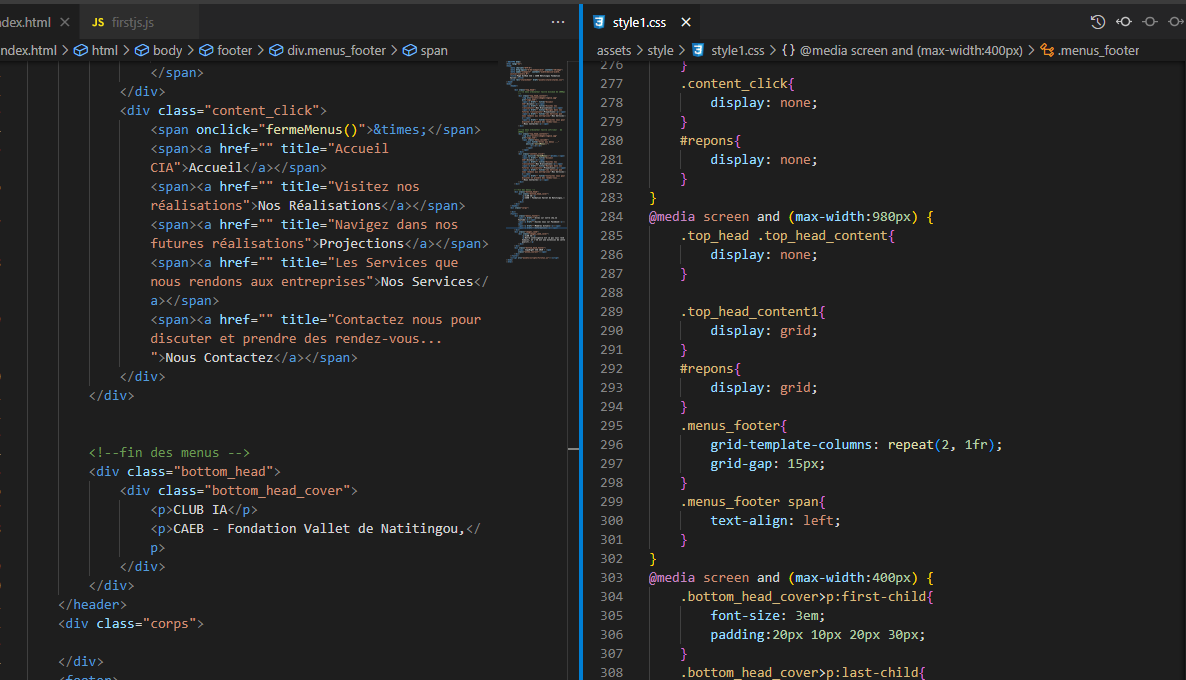 ndex.html
JS firstjs.js
ndex.html > html > body > footer > div.menus_footer > span
</span>
</div>
<div class="content_click">
<span onclick="fermeMenus()">&times;</span>
<span><a href="" title="Accueil
CIA">Accueil</a></span>
<span><a href="" title="Visitez nos
réalisations">Nos Réalisations</a></span>
<span><a href="" title="Navigez dans nos
futures réalisations">Projections</a></span>
<span><a href="" title="Les Services que
nous rendons aux entreprises">Nos Services</
a></span>
<span><a href="" title="Contactez nous pour
discuter et prendre des rendez-vous...
">Nous Contactez</a></span>
</div>
</div>
<!--fin des menus -->
<div class="bottom_head">
<div class="bottom_head_cover">
<p>CLUB IA</p>
<p>CAEB - Fondation Vallet de Natitingou,</
p>
</div>
</div>
</header>
<div class="corps">
</div>
<footer>
style1.css
assets > style > style1.css > {} @media screen and (max-width:400px) > .menus_footer
276 }
277 .content_click{
278 display: none;
279 }
280 #repons{
281 display: none;
282 }
283 }
284 @media screen and (max-width:980px) {
285 .top_head .top_head_content{
286 display: none;
287 }
288
289 .top_head_content1{
290 display: grid;
291 }
292 #repons{
293 display: grid;
294 }
295 .menus_footer{
296 grid-template-columns: repeat(2, 1fr);
297 grid-gap: 15px;
298 }
299 .menus_footer span{
300 text-align: left;
301 }
302 }
303 @media screen and (max-width:400px) {
304 .bottom_head_cover>p:first-child{
305 font-size: 3em;
306 padding:20px 10px 20px 30px;
307 }
308 .bottom_head_cover>p:last-child{